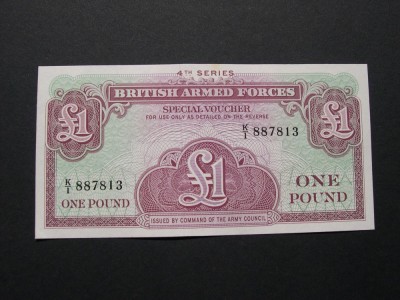 4TH SERIES
BRITISH ARMED FORCES
SPECIAL VOUCHER
FOR USE ONLY AS DETAILED ON THE REVERSE
£1
£1
K/1 887813
K/1 887813
£1
ONE POUND
ONE
POUND
ISSUED BY COMMAND OF THE ARMY COUNCIL